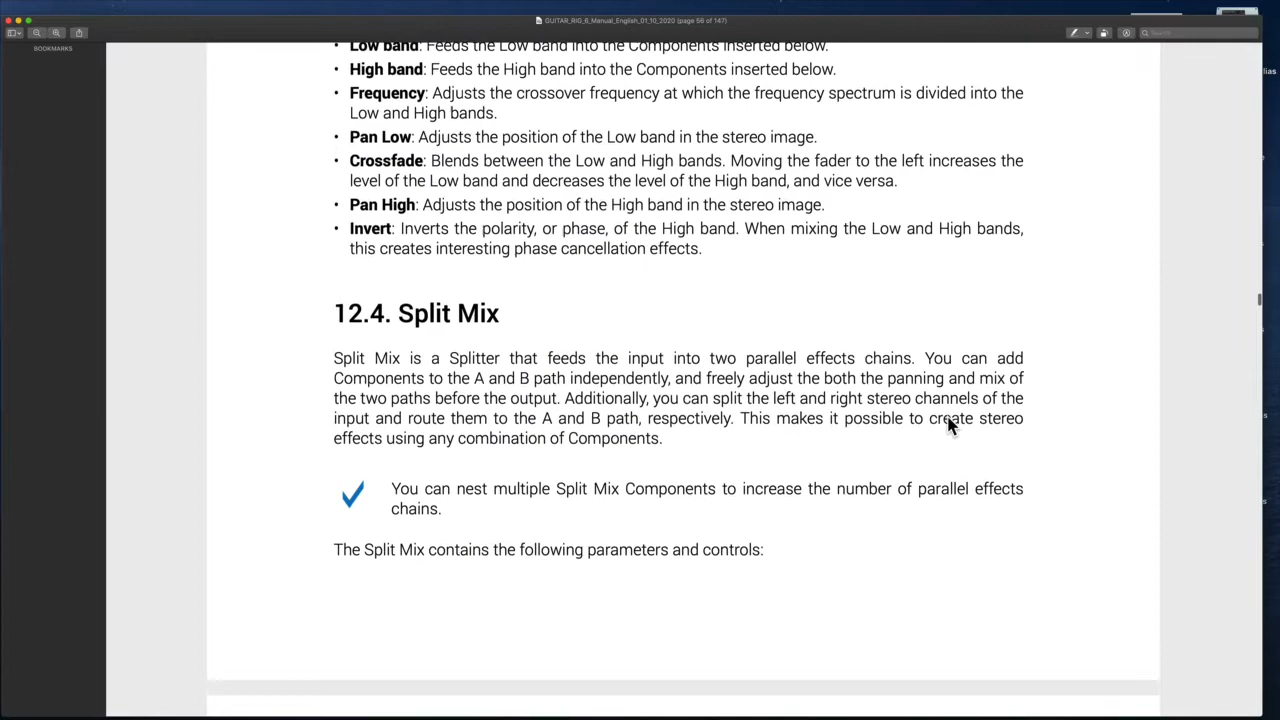 GUITAR_RIG_6_Manual_English_01_10_2020 (page 56 of 147)
Search
BOOKMARKS
lias
• Low band: Feeds the Low band into the Components inserted below.
• High band: Feeds the High band into the Components inserted below.
• Frequency: Adjusts the crossover frequency at which the frequency spectrum is divided into the
Low and High bands.
• Pan Low: Adjusts the position of the Low band in the stereo image.
• Crossfade: Blends between the Low and High bands. Moving the fader to the left increases the
level of the Low band and decreases the level of the High band, and vice versa.
• Pan High: Adjusts the position of the High band in the stereo image.
• Invert: Inverts the polarity, or phase, of the High band. When mixing the Low and High bands,
this creates interesting phase cancellation effects.
12.4. Split Mix
Split Mix is a Splitter that feeds the input into two parallel effects chains. You can add
Components to the A and B path independently, and freely adjust the both the panning and mix of
the two paths before the output. Additionally, you can split the left and right stereo channels of the
input and route them to the A and B path, respectively. This makes it possible to create stereo
effects using any combination of Components.
You can nest multiple Split Mix Components to increase the number of parallel effects
chains.
The Split Mix contains the following parameters and controls: